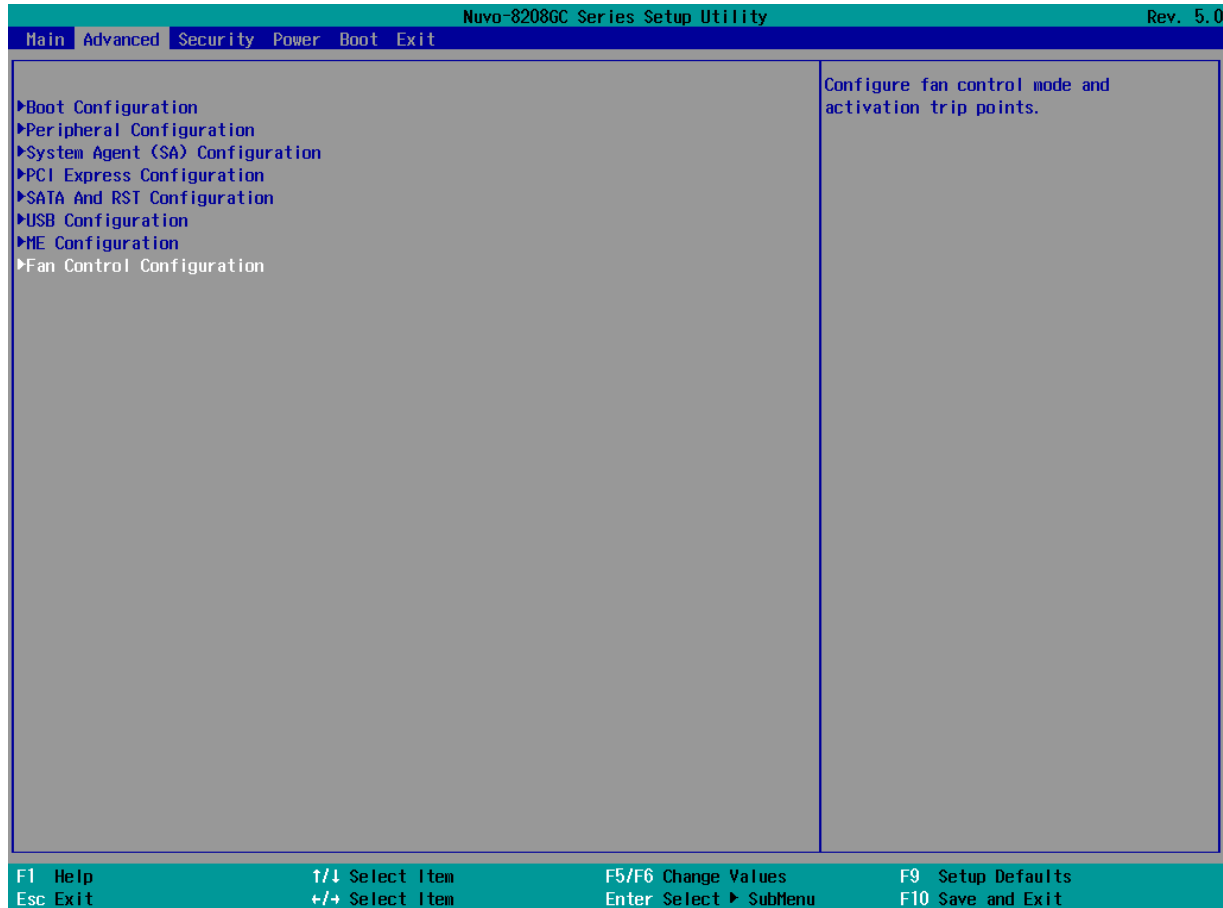 Nuvo-8208GC Series Setup Utility Rev. 5.0
Main Advanced Security Power Boot Exit
▶Boot Configuration
▶Peripheral Configuration
▶System Agent (SA) Configuration
▶PCI Express Configuration
▶SATA And RST Configuration
▶USB Configuration
▶ME Configuration
▶Fan Control Configuration
Configure fan control mode and
activation trip points.
F1 Help ↑/↓ Select Item F5/F6 Change Values F9 Setup Defaults
Esc Exit ←/→ Select Item Enter Select ▶ SubMenu F10 Save and Exit